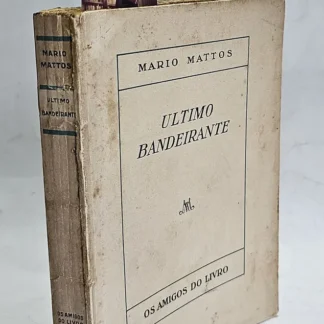 MARIO
MATTOS
ULTIMO
BANDEIRANTE
OS AMIGOS
DO LIVRO
MARIO MATTOS
ULTIMO
BANDEIRANTE
OS AMIGOS DO LIVRO